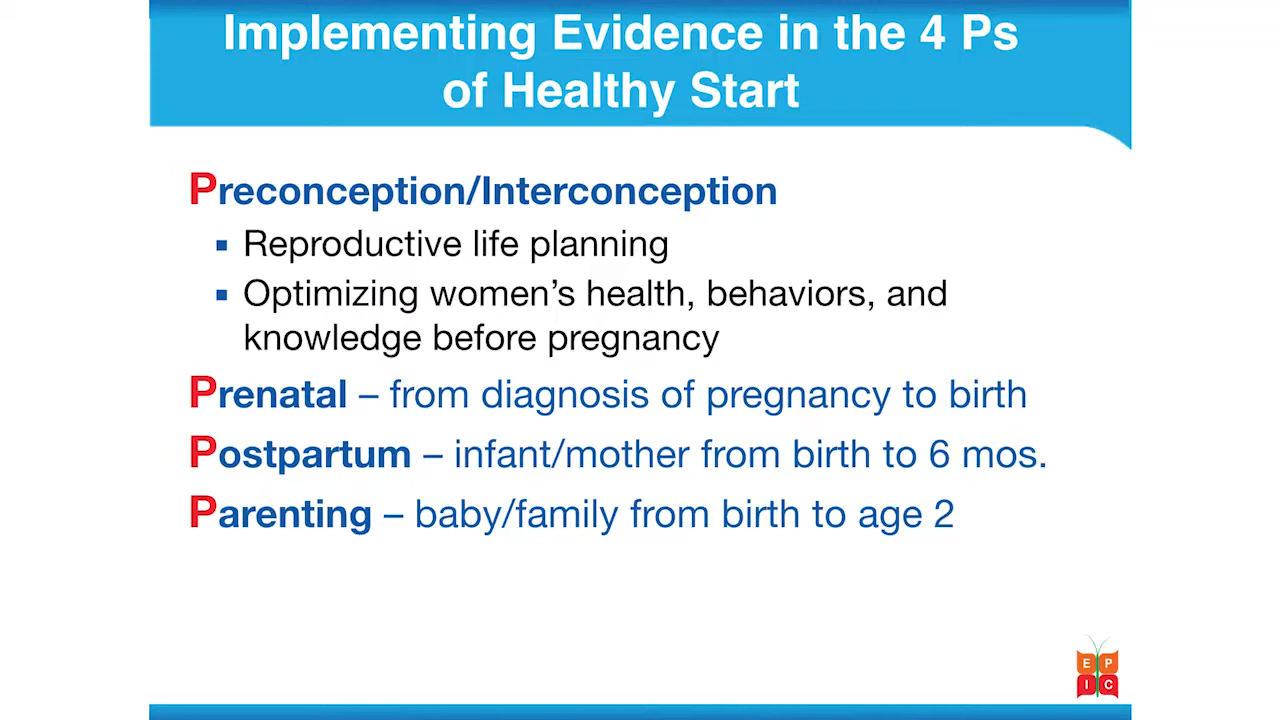 Implementing Evidence in the 4 Ps
of Healthy Start
Preconception/Interconception
▪ Reproductive life planning
▪ Optimizing women’s health, behaviors, and
knowledge before pregnancy
Prenatal – from diagnosis of pregnancy to birth
Postpartum – infant/mother from birth to 6 mos.
Parenting – baby/family from birth to age 2
E P
I C